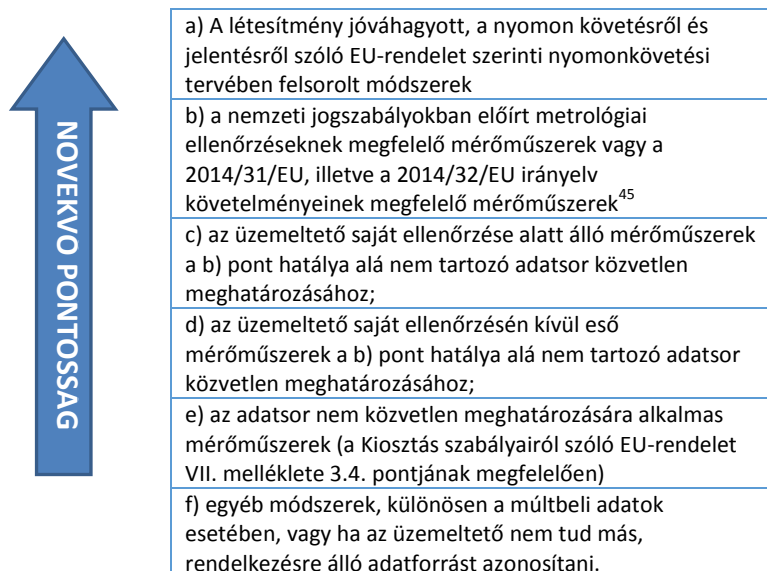 NOVEKVO PONTOSSAG
a) A létesítmény jóváhagyott, a nyomon követésről és
jelentésről szóló EU-rendelet szerinti nyomonkövetési
tervében felsorolt módszerek
b) a nemzeti jogszabályokban előírt metrológiai
ellenőrzéseknek megfelelő mérőműszerek vagy a
2014/31/EU, illetve a 2014/32/EU irányelv
követelményeinek megfelelő mérőműszerek45
c) az üzemeltető saját ellenőrzése alatt álló mérőműszerek
a b) pont hatálya alá nem tartozó adatsor közvetlen
meghatározásához;
d) az üzemeltető saját ellenőrzésén kívül eső
mérőműszerek a b) pont hatálya alá nem tartozó adatsor
közvetlen meghatározásához;
e) az adatsor nem közvetlen meghatározására alkalmas
mérőműszerek (a Kiosztás szabályairól szóló EU-rendelet
VII. melléklete 3.4. pontjának megfelelően)
f) egyéb módszerek, különösen a múltbeli adatok
esetében, vagy ha az üzemeltető nem tud más,
rendelkezésre álló adatforrást azonosítani.